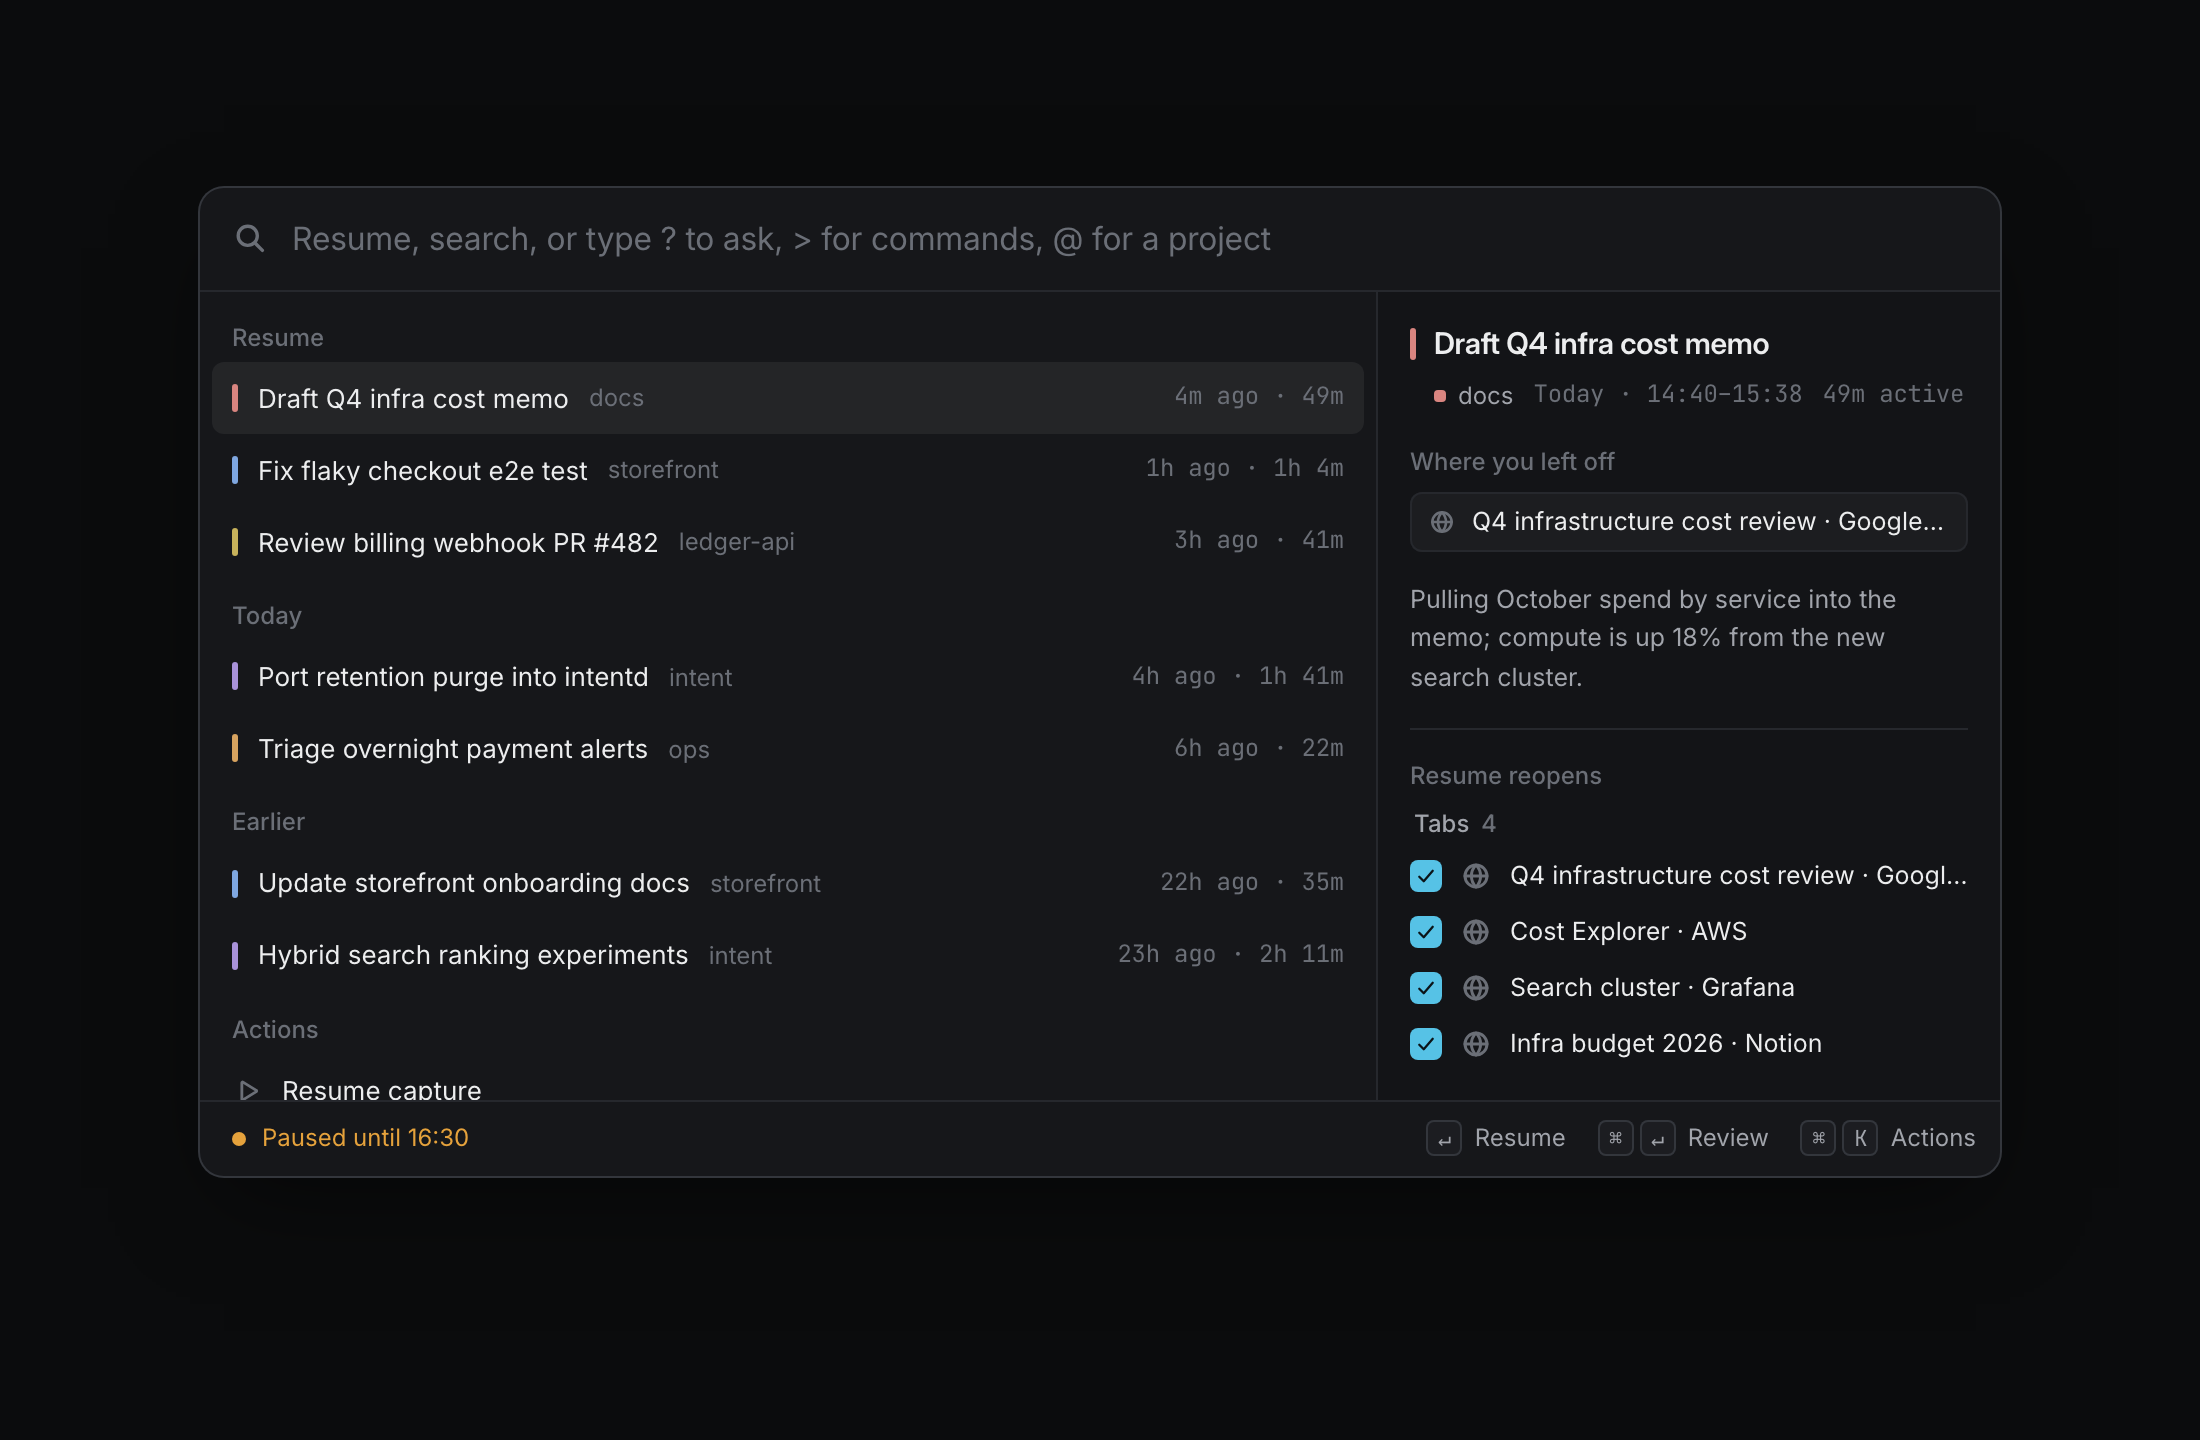 Resume, search, or type ? to ask, > for commands, @ for a project
Resume
Draft Q4 infra cost memo docs 4m ago · 49m
Fix flaky checkout e2e test storefront 1h ago · 1h 4m
Review billing webhook PR #482 ledger-api 3h ago · 41m
Today
Port retention purge into intentd intent 4h ago · 1h 41m
Triage overnight payment alerts ops 6h ago · 22m
Earlier
Update storefront onboarding docs storefront 22h ago · 35m
Hybrid search ranking experiments intent 23h ago · 2h 11m
Actions
Resume capture
Draft Q4 infra cost memo
docs Today · 14:40–15:38 49m active
Where you left off
Q4 infrastructure cost review · Google…
Pulling October spend by service into the
memo; compute is up 18% from the new
search cluster.
Resume reopens
Tabs 4
Q4 infrastructure cost review · Googl…
Cost Explorer · AWS
Search cluster · Grafana
Infra budget 2026 · Notion
Paused until 16:30
↵ Resume ⌘ ↵ Review ⌘ K Actions